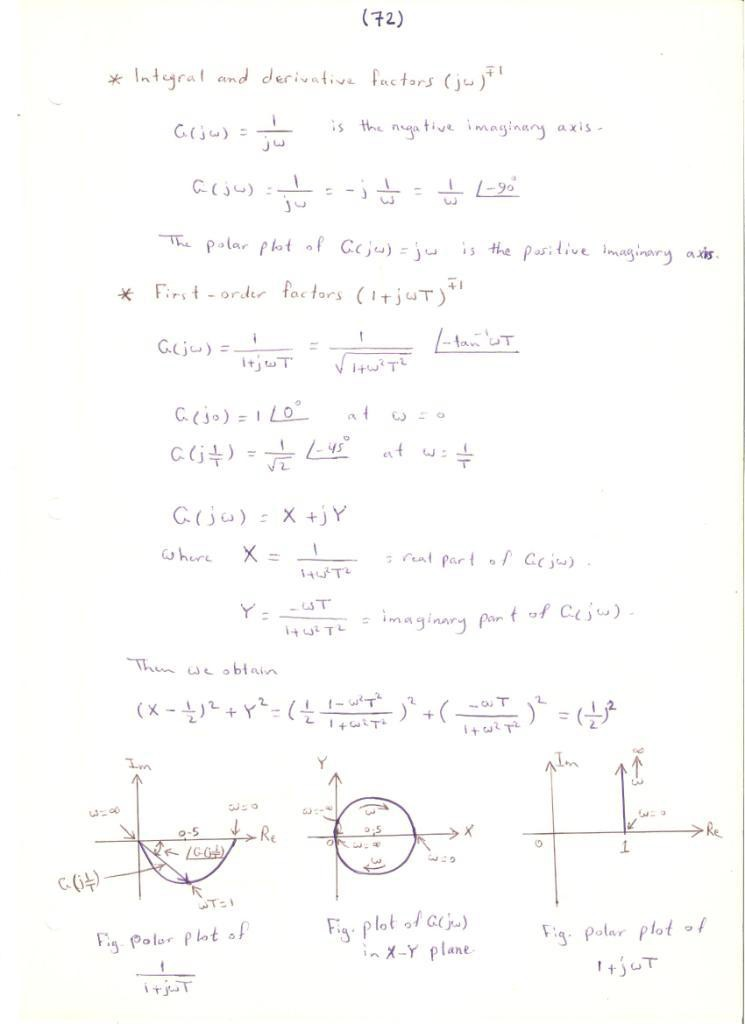 (72)
* Integral and derivative factors (jω)^∓1
G(jω) = 1/jω is the negative imaginary axis.
G(jω) = 1/jω = -j 1/ω = 1/ω ∠-90°
The polar plot of G(jω) = jω is the positive imaginary axis.
* First-order factors (1+jωT)^∓1
G(jω) = 1/(1+jωT) = 1/√(1+ω²T²) ∠-tan⁻¹ωT
G(j0) = 1 ∠0° at ω = 0
G(j 1/T) = 1/√2 ∠-45° at ω = 1/T
G(jω) = X + jY
where X = 1/(1+ω²T²) = real part of G(jω).
Y = -ωT/(1+ω²T²) = imaginary part of G(jω).
Then we obtain
(X - 1/2)² + Y² = (1/2 (1-ω²T²)/(1+ω²T²))² + (-ωT/(1+ω²T²))² = (1/2)²
Im
ω=∞
0.5
ω=0
Re
∠G(j 1/T)
G(j 1/T)
ωT=1
Fig. polar plot of
1/(1+jωT)
Y
ω=-∞
ω
0.5
X
0
ω=∞
ω
ω=0
Fig. plot of G(jω)
in X-Y plane.
Im
∞
ω
ω=0
Re
0
1
Fig. polar plot of
1+jωT